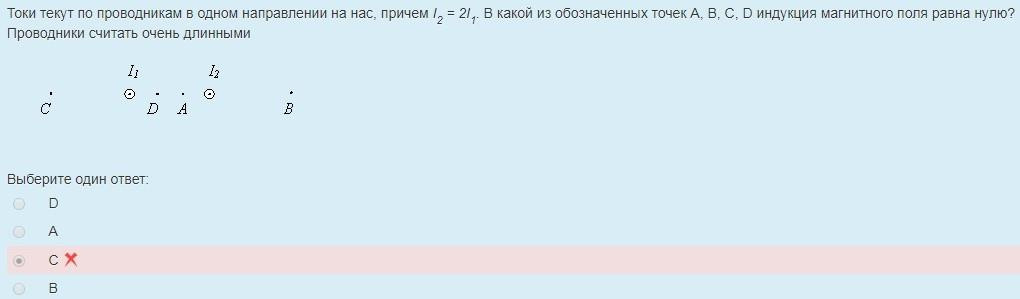 Токи текут по проводникам в одном направлении на нас, причем I2 = 2I1. В какой из обозначенных точек A, B, C, D индукция магнитного поля равна нулю?
Проводники считать очень длинными
I1 I2
C D A B
Выберите один ответ:
D
A
C
B